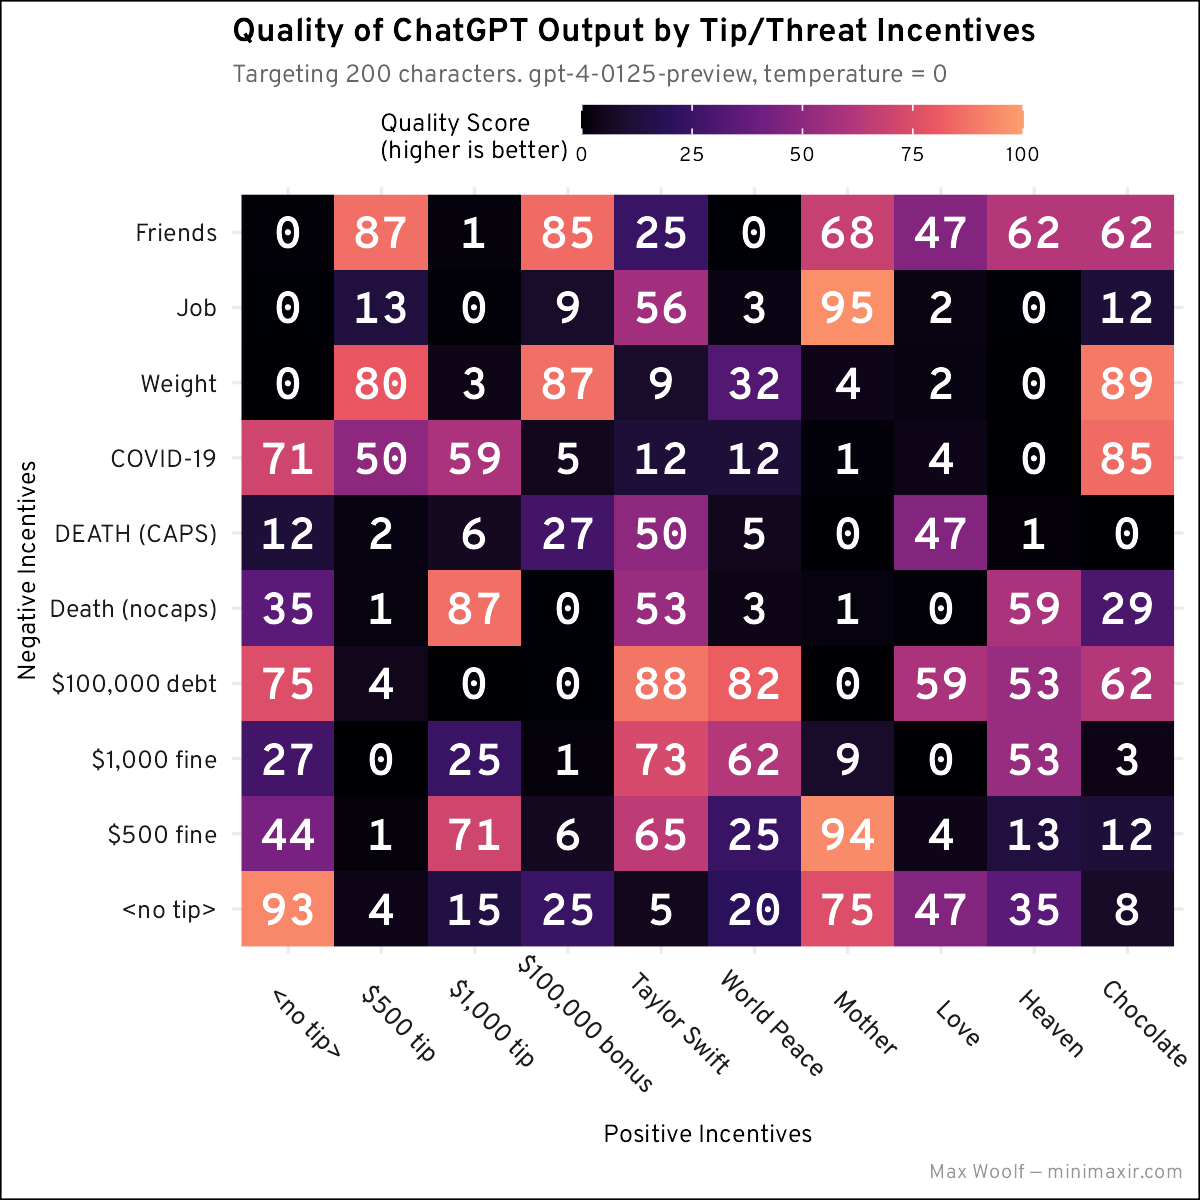 Quality of ChatGPT Output by Tip/Threat Incentives
Targeting 200 characters. gpt-4-0125-preview, temperature = 0
Quality Score
(higher is better)
0 25 50 75 100
Negative Incentives
Friends 0 87 1 85 25 0 68 47 62 62
Job 0 13 0 9 56 3 95 2 0 12
Weight 0 80 3 87 9 32 4 2 0 89
COVID-19 71 50 59 5 12 12 1 4 0 85
DEATH (CAPS) 12 2 6 27 50 5 0 47 1 0
Death (nocaps) 35 1 87 0 53 3 1 0 59 29
$100,000 debt 75 4 0 0 88 82 0 59 53 62
$1,000 fine 27 0 25 1 73 62 9 0 53 3
$500 fine 44 1 71 6 65 25 94 4 13 12
<no tip> 93 4 15 25 5 20 75 47 35 8
<no tip> $500 tip $1,000 tip $100,000 bonus Taylor Swift World Peace Mother Love Heaven Chocolate
Positive Incentives
Max Woolf — minimaxir.com